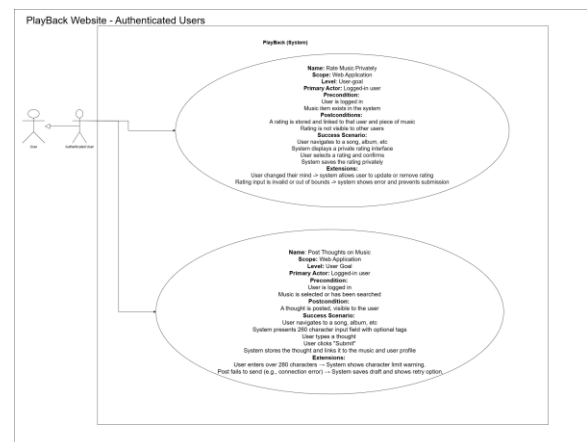 PlayBack Website - Authenticated Users
PlayBack (System)
Name: Rate Music Privately
Scope: Web Application
Level: User-goal
Primary Actor: Logged-in user
Precondition:
User is logged in
Music item exists in the system
Postconditions:
A rating is stored and linked to that user and piece of music
Rating is not visible to other users
Success Scenario:
User navigates to a song, album, etc
System displays a private rating interface
User selects a rating and confirms
System saves the rating privately
Extensions:
User changed their mind -> system allows user to update or remove rating
Rating input is invalid or out of bounds -> system shows error and prevents submission
User
Authenticated User
Name: Post Thoughts on Music
Scope: Web Application
Level: User Goal
Primary Actor: Logged-in user
Precondition:
User is logged in
Music is selected or has been searched
Postcondition:
A thought is posted, visible to the user
Success Scenario:
User navigates to a song, album, etc
System presents 280 character input field with optional tags
User types a thought
User clicks "Submit"
System stores the thought and links it to the music and user profile
Extensions:
User enters over 280 characters → System shows character limit warning.
Post fails to send (e.g., connection error) → System saves draft and shows retry option.